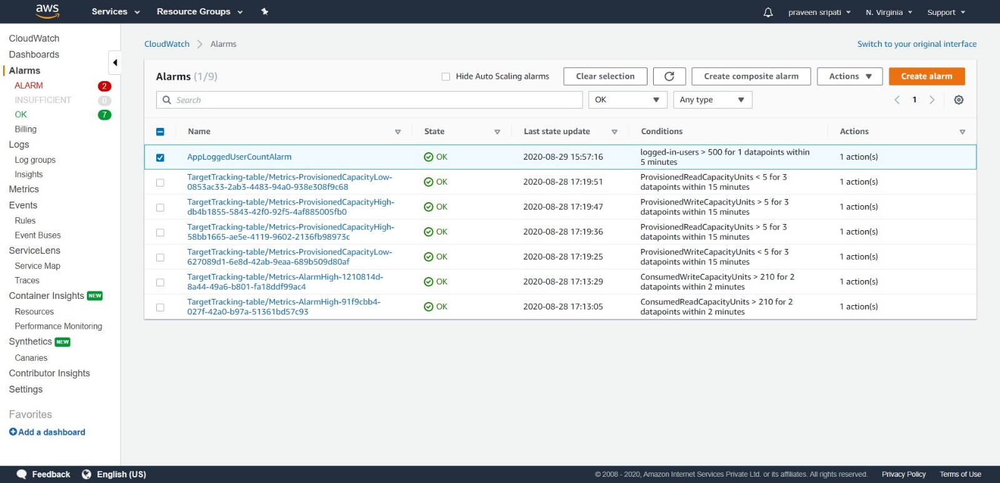 aws Services Resource Groups praveen sripati N. Virginia Support
CloudWatch
Dashboards
Alarms
ALARM 2
INSUFFICIENT 0
OK 7
Billing
Logs
Log groups
Insights
Metrics
Events
Rules
Event Buses
ServiceLens
Service Map
Traces
Container Insights NEW
Resources
Performance Monitoring
Synthetics NEW
Canaries
Contributor Insights
Settings
Favorites
Add a dashboard
CloudWatch Alarms Switch to your original interface
Alarms (1/9) Hide Auto Scaling alarms Clear selection Create composite alarm Actions Create alarm
Search OK Any type 1
Name State Last state update Conditions Actions
AppLoggedUserCountAlarm OK 2020-08-29 15:57:16 logged-in-users > 500 for 1 datapoints within 1 action(s)
5 minutes
TargetTracking-table/Metrics-ProvisionedCapacityLow- OK 2020-08-28 17:19:51 ProvisionedReadCapacityUnits < 5 for 3 1 action(s)
0853ac33-2ab3-4483-94a0-938e308f9c68 datapoints within 15 minutes
TargetTracking-table/Metrics-ProvisionedCapacityHigh- OK 2020-08-28 17:19:47 ProvisionedWriteCapacityUnits > 5 for 3 1 action(s)
db4b1855-5843-42f0-92f5-4af885005fb0 datapoints within 15 minutes
TargetTracking-table/Metrics-ProvisionedCapacityHigh- OK 2020-08-28 17:19:36 ProvisionedReadCapacityUnits > 5 for 3 1 action(s)
58bb1665-ae5e-4119-9602-2136fb98973c datapoints within 15 minutes
TargetTracking-table/Metrics-ProvisionedCapacityLow- OK 2020-08-28 17:19:25 ProvisionedWriteCapacityUnits < 5 for 3 1 action(s)
627089d1-6e8d-42ab-9eaa-689b509d80af datapoints within 15 minutes
TargetTracking-table/Metrics-AlarmHigh-1210814d- OK 2020-08-28 17:13:29 ConsumedWriteCapacityUnits > 210 for 2 1 action(s)
8a44-49a6-b801-fa18ddf99ac4 datapoints within 2 minutes
TargetTracking-table/Metrics-AlarmHigh-91f9cbb4- OK 2020-08-28 17:13:05 ConsumedReadCapacityUnits > 210 for 2 1 action(s)
027f-42a0-b97a-51361bd57c93 datapoints within 2 minutes
Feedback English (US) © 2008 - 2020, Amazon Internet Services Private Ltd. or its affiliates. All rights reserved. Privacy Policy Terms of Use